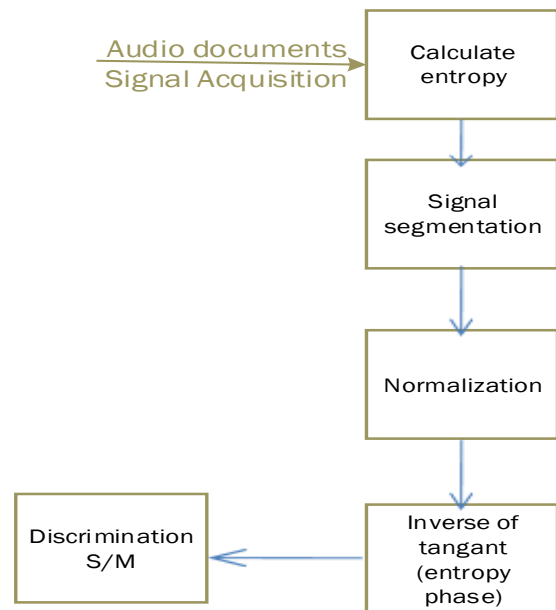 Audio documents
Signal Acquisition
Calculate
entropy
Signal
segmentation
Normalization
Inverse of
tangant
(entropy
phase)
Discrimination
S/M